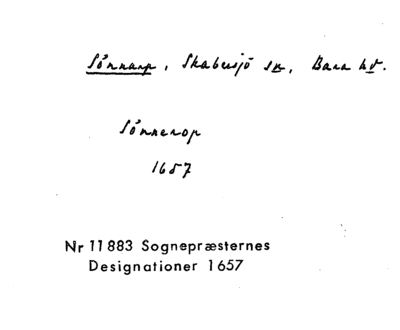 Sönnarp, Skabersjö sn, Bara hd.
Sönnerop
1657
Nr 11883 Sognepræsternes
Designationer 1657